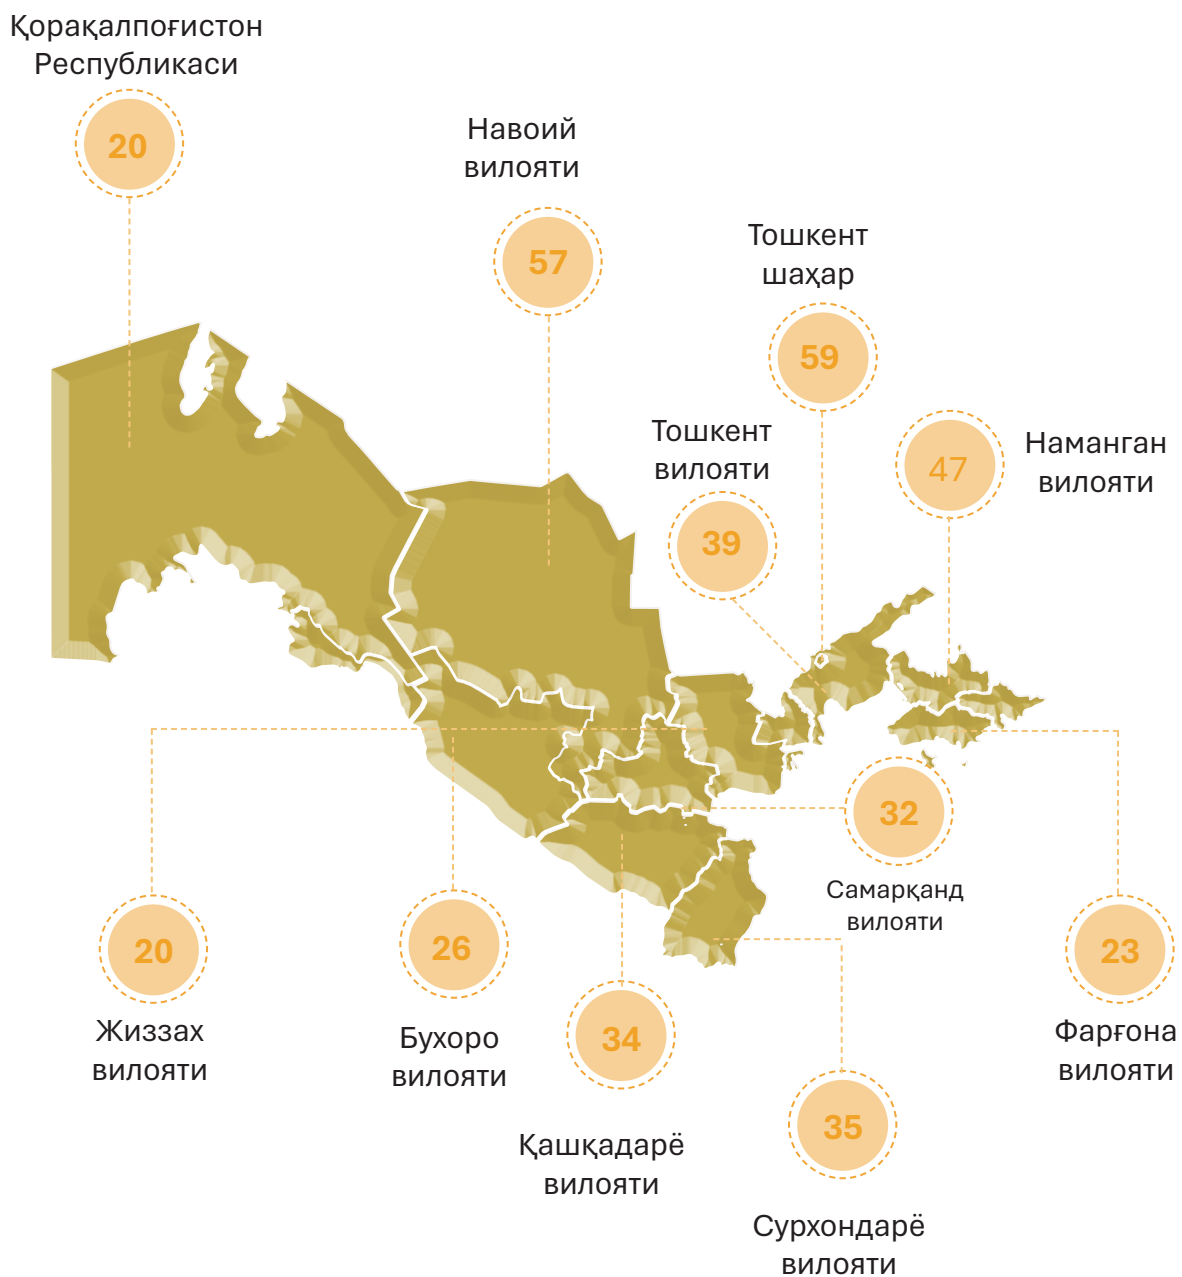 Қорақалпоғистон
Республикаси
20
Навоий
вилояти
57
Тошкент
шаҳар
59
Тошкент
вилояти
39
Наманган
вилояти
47
32
Самарқанд
вилояти
20
Жиззах
вилояти
26
Бухоро
вилояти
34
Қашқадарё
вилояти
35
Сурхондарё
вилояти
23
Фарғона
вилояти